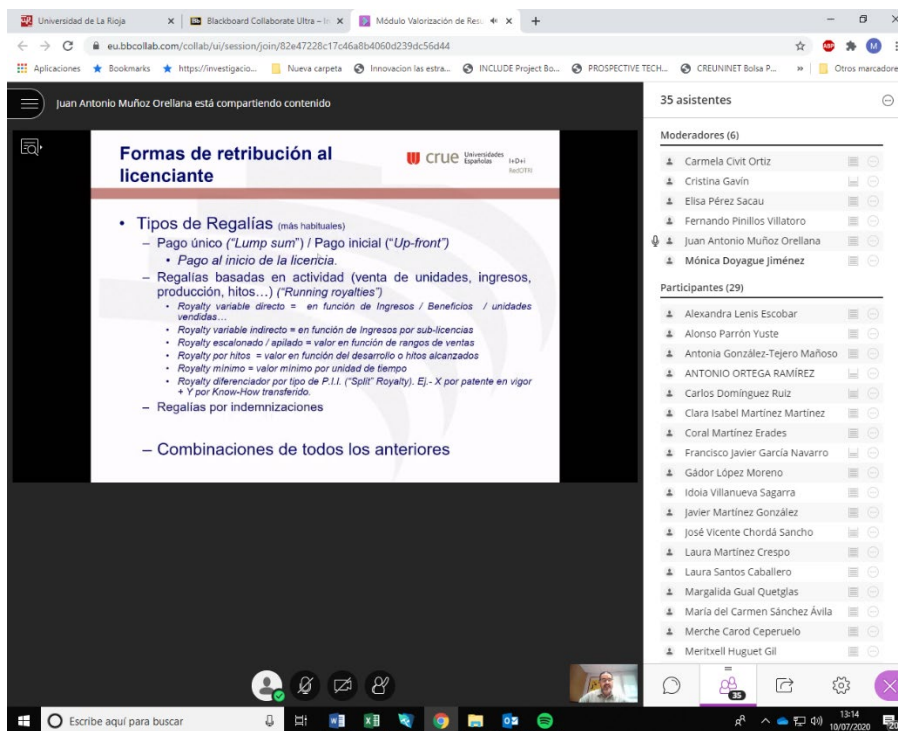 Universidad de La Rioja
Blackboard Collaborate Ultra – In
Módulo Valorización de Resu
eu.bbcollab.com/collab/ui/session/join/82e47228c17c46a8b4060d239dc56d44
ABP
M
Aplicaciones
Bookmarks
https://investigacio...
Nueva carpeta
Innovacion las estra...
INCLUDE Project Bo...
PROSPECTIVE TECH...
CREUNINET Bolsa P...
»
Otros marcadores
Juan Antonio Muñoz Orellana está compartiendo contenido
Formas de retribución al
licenciante
crue Universidades
Españolas
I+D+i
RedOTRI
• Tipos de Regalías (más habituales)
– Pago único ("Lump sum") / Pago inicial ("Up-front")
• Pago al inicio de la licencia.
– Regalías basadas en actividad (venta de unidades, ingresos,
producción, hitos…) ("Running royalties")
• Royalty variable directo = en función de Ingresos / Beneficios / unidades
vendidas…
• Royalty variable indirecto = en función de Ingresos por sub-licencias
• Royalty escalonado / apilado = valor en función de rangos de ventas
• Royalty por hitos = valor en función del desarrollo o hitos alcanzados
• Royalty mínimo = valor mínimo por unidad de tiempo
• Royalty diferenciador por tipo de P.I.I. ("Split" Royalty). Ej.- X por patente en vigor
+ Y por Know-How transferido.
– Regalías por indemnizaciones
– Combinaciones de todos los anteriores
35 asistentes
Moderadores (6)
Carmela Civit Ortiz
Cristina Gavín
Elisa Pérez Sacau
Fernando Pinillos Villatoro
Juan Antonio Muñoz Orellana
Mónica Doyague Jiménez
Participantes (29)
Alexandra Lenis Escobar
Alonso Parrón Yuste
Antonia González-Tejero Mañoso
ANTONIO ORTEGA RAMÍREZ
Carlos Domínguez Ruiz
Clara Isabel Martínez Martínez
Coral Martínez Erades
Francisco Javier García Navarro
Gádor López Moreno
Idoia Villanueva Sagarra
Javier Martínez González
José Vicente Chordá Sancho
Laura Martínez Crespo
Laura Santos Caballero
Margalida Gual Quetglas
María del Carmen Sánchez Ávila
Merche Carod Ceperuelo
Meritxell Huguet Gil
35
Escribe aquí para buscar
13:14
10/07/2020
20